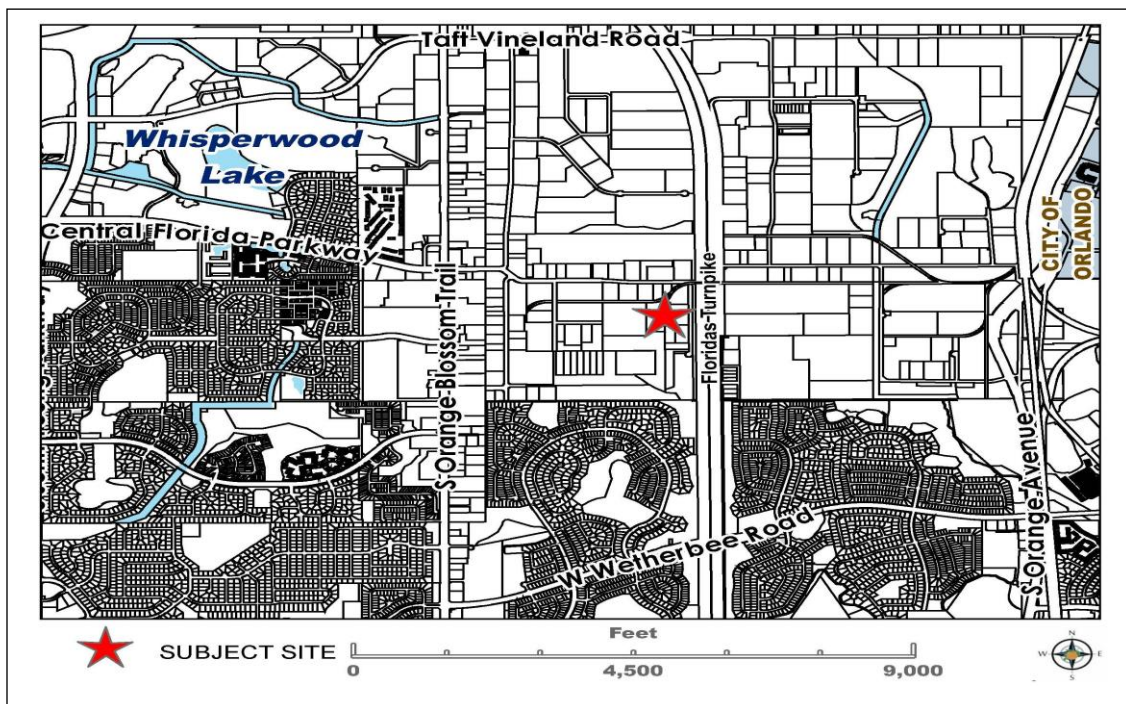 Taft Vineland Road
Whisperwood
Lake
Central Florida Parkway
CITY OF
ORLANDO
S Orange Blossom Trail
Floridas Turnpike
S Orange Avenue
W Wetherbee Road
SUBJECT SITE
Feet
0 4,500 9,000
N
W E
S